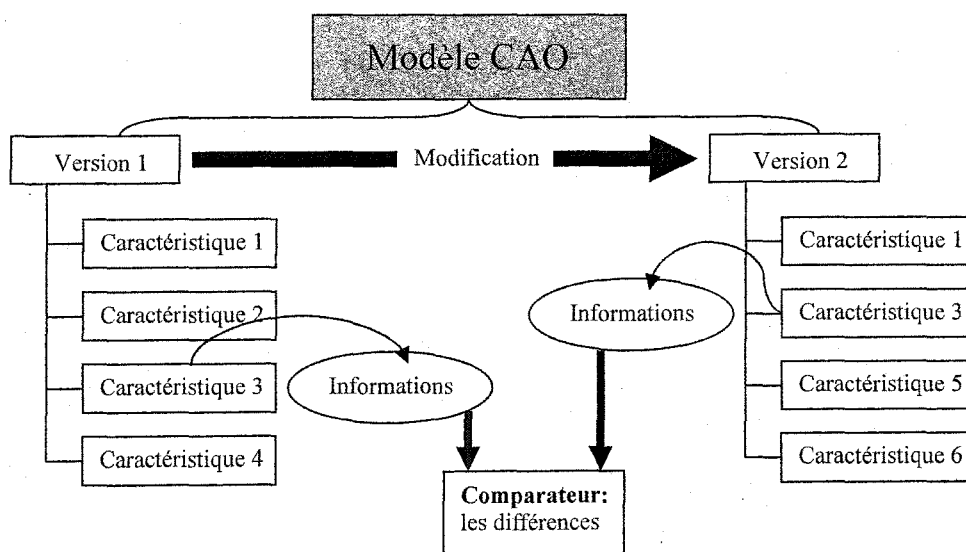 Modèle CAO
Version 1
Modification
Version 2
Caractéristique 1
Caractéristique 2
Caractéristique 3
Caractéristique 4
Informations
Informations
Caractéristique 1
Caractéristique 3
Caractéristique 5
Caractéristique 6
Comparateur:
les différences